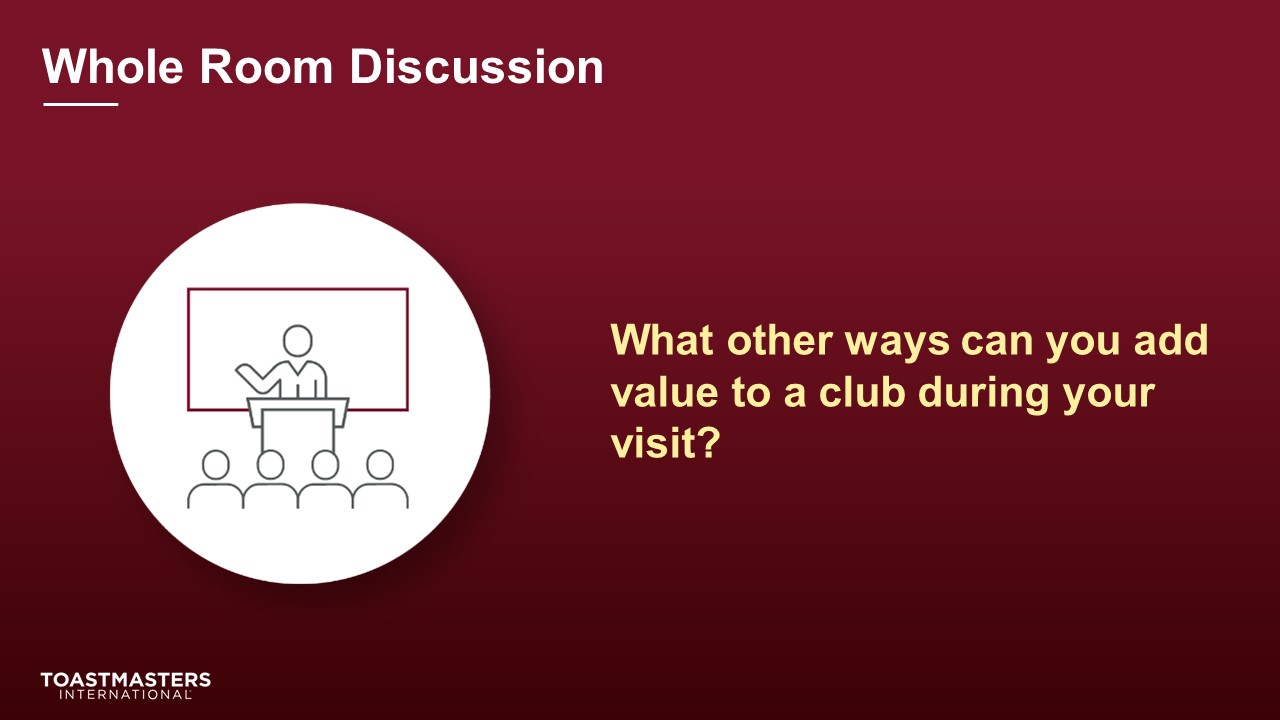 Whole Room Discussion
What other ways can you add
value to a club during your
visit?
TOASTMASTERS
INTERNATIONAL